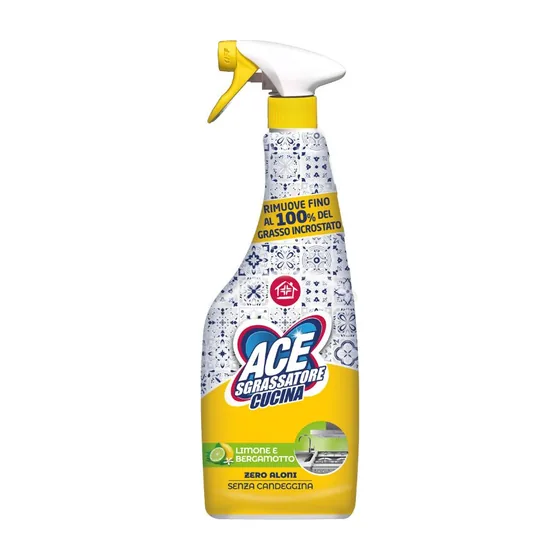 RIMUOVE FINO
AL 100% DEL
GRASSO INCROSTATO
ACE
SGRASSATORE
CUCINA
LIMONE E
BERGAMOTTO
ZERO ALONI
SENZA CANDEGGINA